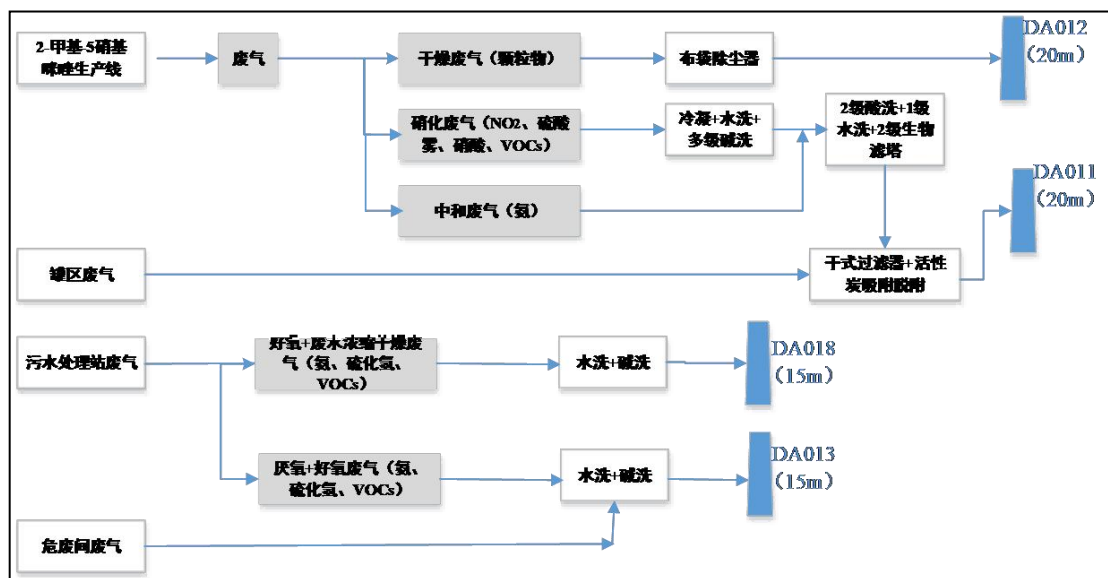 2-甲基-5硝基
咪唑生产线
废气
干燥废气（颗粒物）
布袋除尘器
DA012
（20m）
硝化废气（NO2、硫酸
雾、硝酸、VOCs）
冷凝+水洗+
多级碱洗
2级酸洗+1级
水洗+2级生物
滤塔
中和废气（氨）
DA011
（20m）
罐区废气
干式过滤器+活性
炭吸附脱附
污水处理站废气
好氧+废水浓缩干燥废
气（氨、硫化氢、
VOCs）
水洗+碱洗
DA018
（15m）
厌氧+好氧废气（氨、
硫化氢、VOCs）
水洗+碱洗
DA013
（15m）
危废间废气